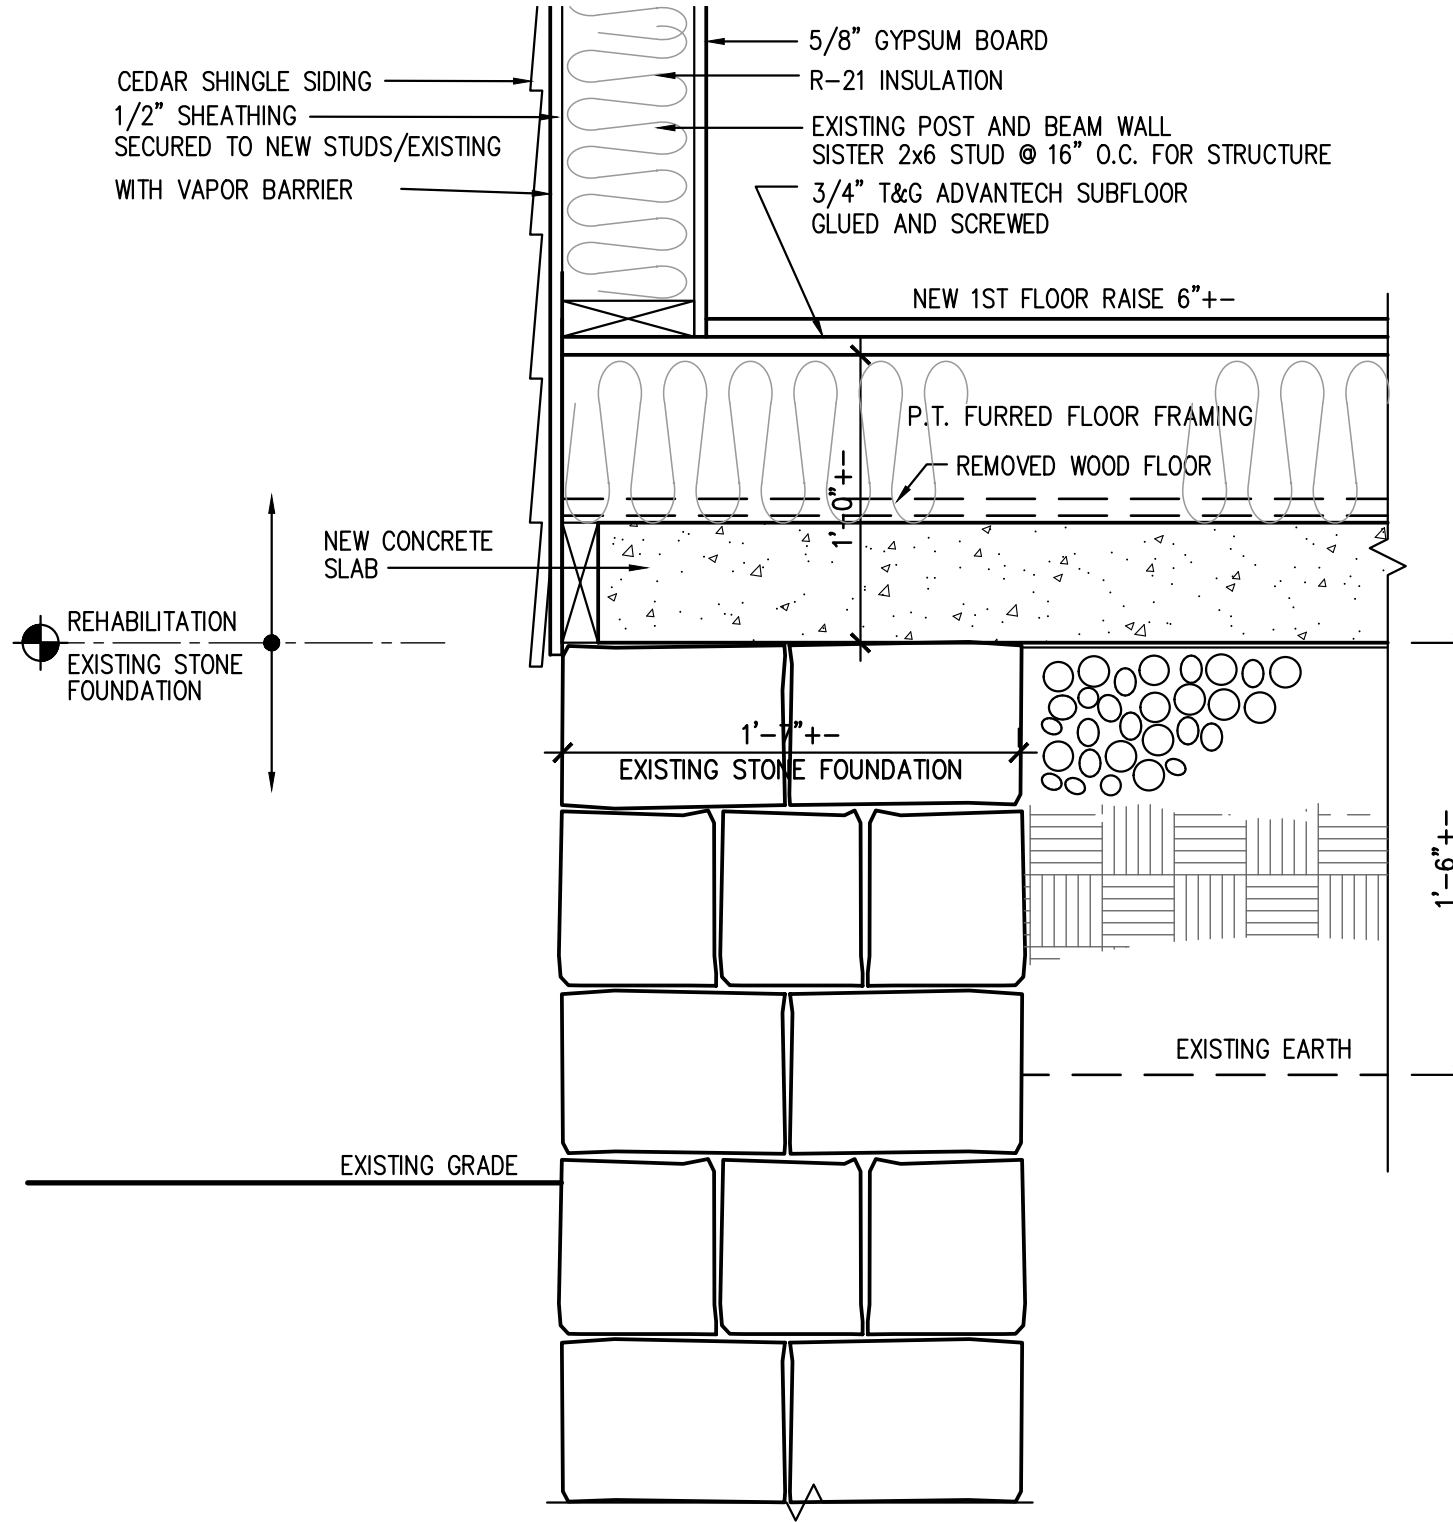 5/8" GYPSUM BOARD
R-21 INSULATION
CEDAR SHINGLE SIDING
1/2" SHEATHING
SECURED TO NEW STUDS/EXISTING
WITH VAPOR BARRIER
EXISTING POST AND BEAM WALL
SISTER 2x6 STUD @ 16" O.C. FOR STRUCTURE
3/4" T&G ADVANTECH SUBFLOOR
GLUED AND SCREWED
NEW 1ST FLOOR RAISE 6"+-
P.T. FURRED FLOOR FRAMING
REMOVED WOOD FLOOR
1'-0"+-
NEW CONCRETE
SLAB
REHABILITATION
EXISTING STONE
FOUNDATION
1'-7"+-
EXISTING STONE FOUNDATION
1'-6"+-
EXISTING EARTH
EXISTING GRADE